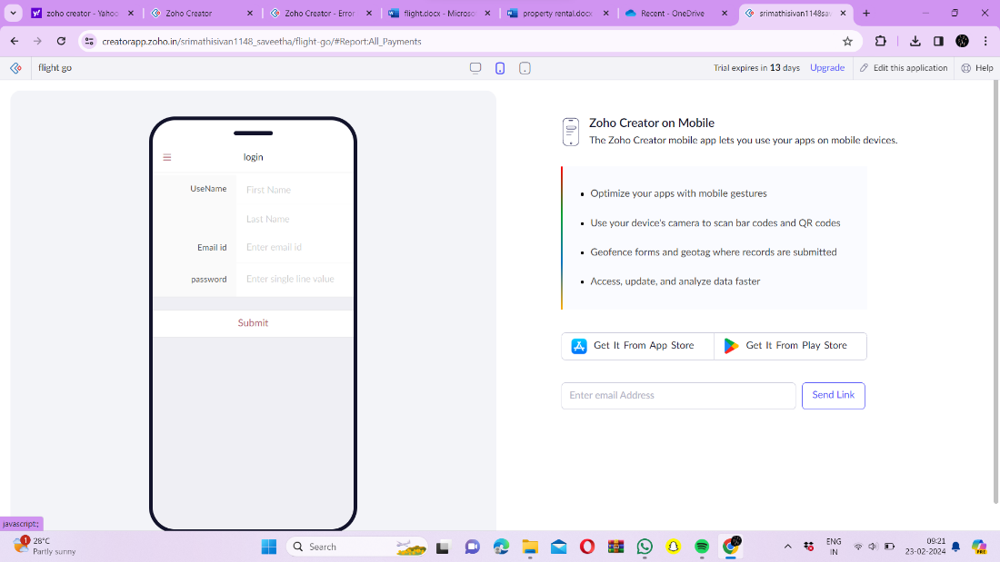 zoho creator - Yahoo
Zoho Creator
Zoho Creator - Error
flight.docx - Microso
property rental.docx
Recent - OneDrive
srimathisivan1148sa
creatorapp.zoho.in/srimathisivan1148_saveetha/flight-go/#Report:All_Payments
flight go
Trial expires in 13 days
Upgrade
Edit this application
Help
login
UseName
First Name
Last Name
Email id
Enter email id
password
Enter single line value
Submit
Zoho Creator on Mobile
The Zoho Creator mobile app lets you use your apps on mobile devices.
Optimize your apps with mobile gestures
Use your device's camera to scan bar codes and QR codes
Geofence forms and geotag where records are submitted
Access, update, and analyze data faster
Get It From App Store
Get It From Play Store
Enter email Address
Send Link
javascript:;
1
28°C
Partly sunny
Search
ENG
IN
09:21
23-02-2024
PRE